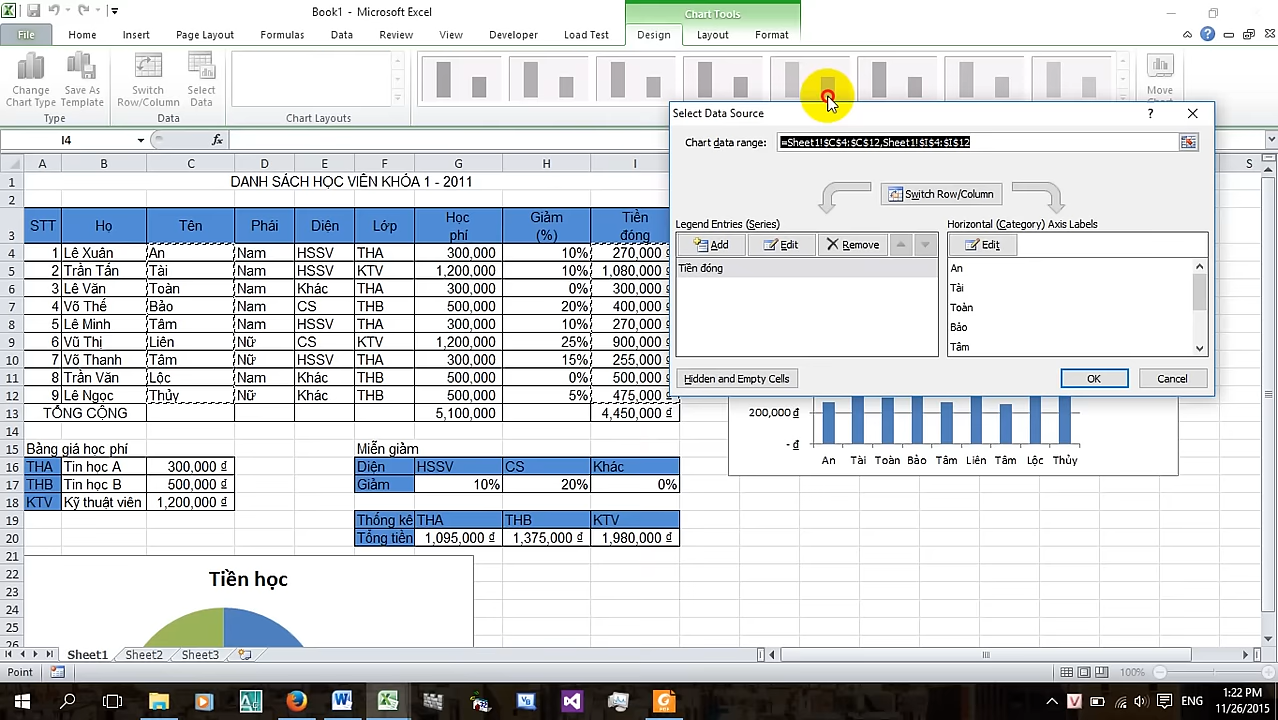 Book1 - Microsoft Excel
Chart Tools
File Home Insert Page Layout Formulas Data Review View Developer Load Test Design Layout Format
Change Chart Type
Save As Template
Switch Row/Column
Select Data
Move
Type Data Chart Layouts
I4 fx
Select Data Source
Chart data range: =Sheet1!$C$4:$C$12,Sheet1!$I$4:$I$12
Switch Row/Column
Legend Entries (Series) Horizontal (Category) Axis Labels
Add Edit Remove Edit
Tiền đóng
An
Tài
Toàn
Bảo
Tâm
Hidden and Empty Cells OK Cancel
A B C D E F G H I S
1 DANH SÁCH HỌC VIÊN KHÓA 1 - 2011
2
3 STT Họ Tên Phái Diện Lớp Học phí Giảm (%) Tiền đóng
4 1 Lê Xuân An Nam HSSV THA 300,000 10% 270,000 ₫
5 2 Trần Tấn Tài Nam HSSV KTV 1,200,000 10% 1,080,000 ₫
6 3 Lê Văn Toàn Nam Khác THA 300,000 0% 300,000 ₫
7 4 Võ Thế Bảo Nam CS THB 500,000 20% 400,000 ₫
8 5 Lê Minh Tâm Nam HSSV THA 300,000 10% 270,000 ₫
9 6 Vũ Thị Liên Nữ CS KTV 1,200,000 25% 900,000 ₫
10 7 Võ Thanh Tâm Nữ HSSV THA 300,000 15% 255,000 ₫
11 8 Trần Văn Lộc Nam Khác THB 500,000 0% 500,000 ₫
12 9 Lê Ngọc Thủy Nữ Khác THB 500,000 5% 475,000 ₫
13 TỔNG CỘNG 5,100,000 4,450,000 ₫
14
15 Bảng giá học phí Miễn giảm
16 THA Tin học A 300,000 ₫ Diện HSSV CS Khác
17 THB Tin học B 500,000 ₫ Giảm 10% 20% 0%
18 KTV Kỹ thuật viên 1,200,000 ₫
19 Thống kê THA THB KTV
20 Tổng tiền 1,095,000 ₫ 1,375,000 ₫ 1,980,000 ₫
21
22
23
24
25
26
200,000 ₫
- ₫
An Tài Toàn Bảo Tâm Liên Tâm Lộc Thủy
Tiền học
Sheet1 Sheet2 Sheet3
Point 100%
ENG
1:22 PM
11/26/2015